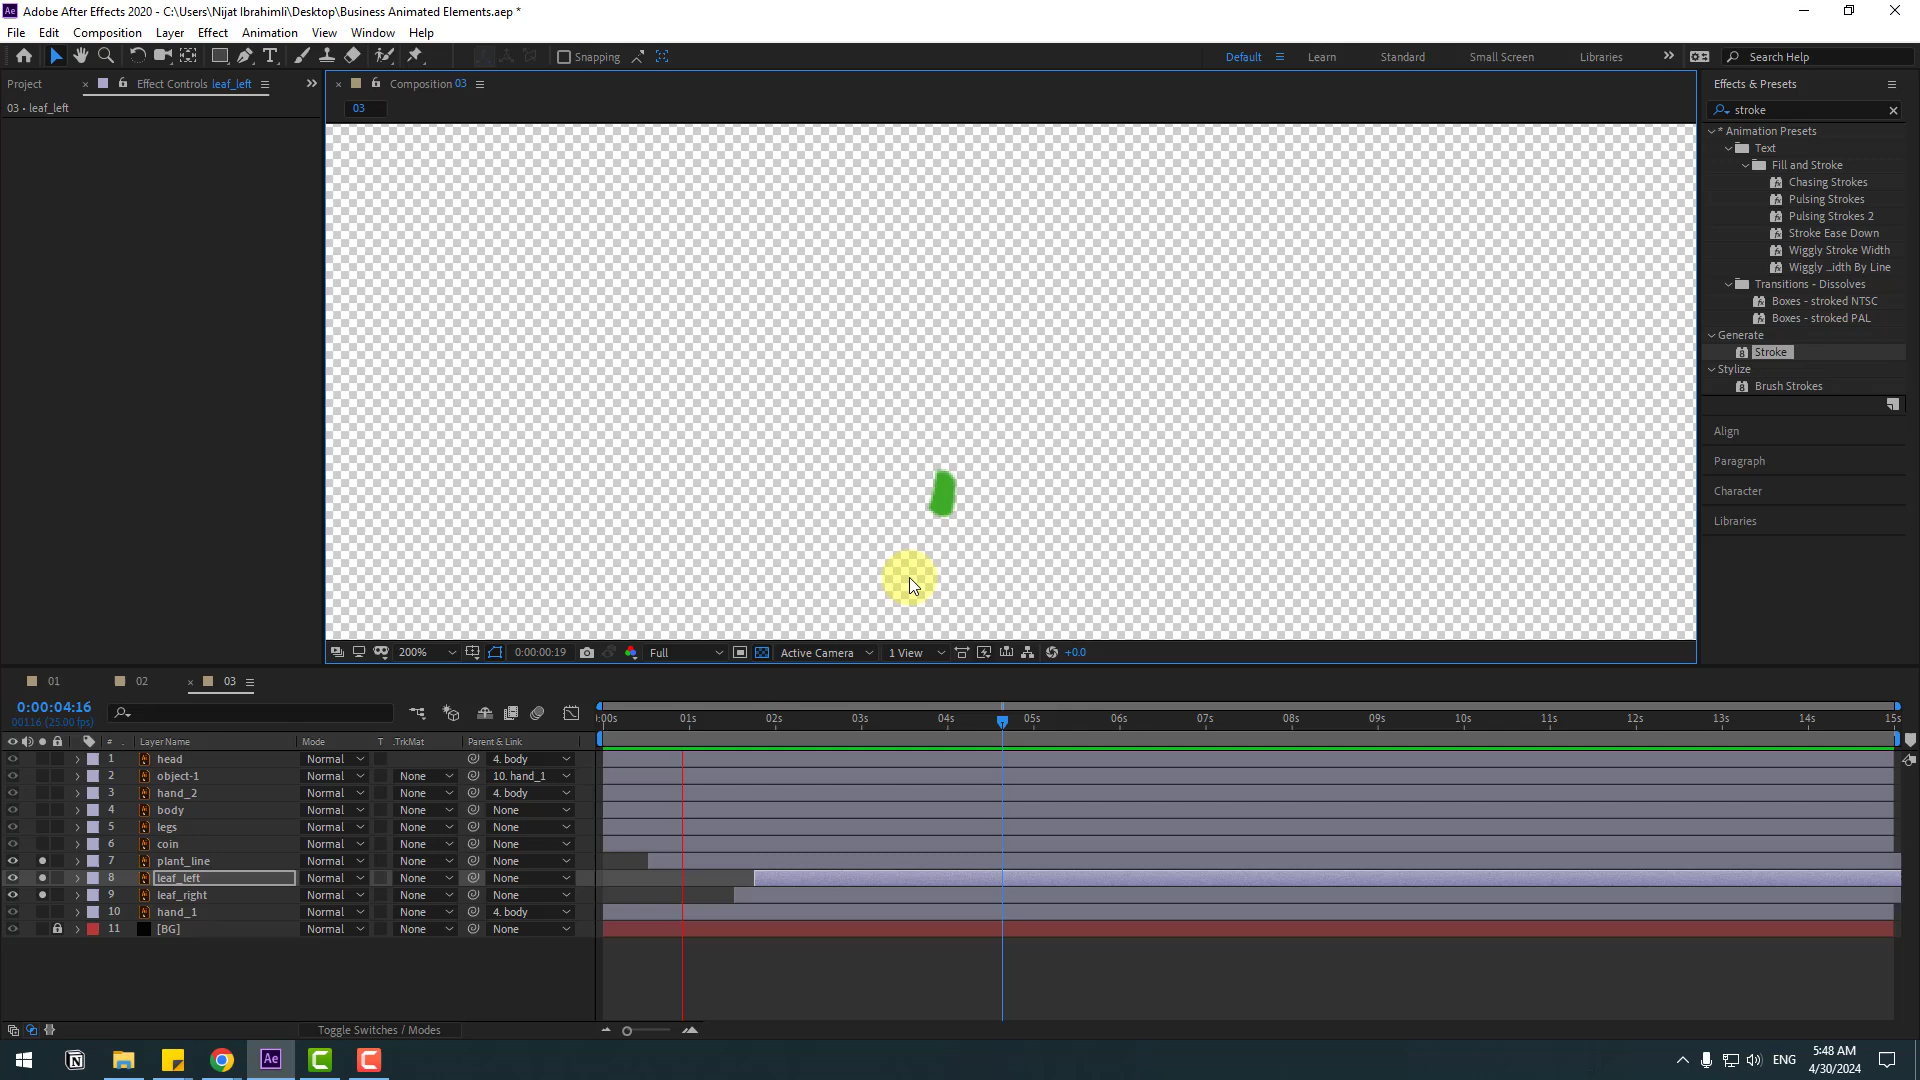 Adobe After Effects 2020 - C:\Users\Nijat Ibrahimli\Desktop\Business Animated Elements.aep *
File Edit Composition Layer Effect Animation View Window Help
Snapping Default Learn Standard Small Screen Libraries Search Help
Project Effect Controls leaf_left Composition 03 Effects & Presets
03 • leaf_left
03
stroke
* Animation Presets
Text
Fill and Stroke
Chasing Strokes
Pulsing Strokes
Pulsing Strokes 2
Stroke Ease Down
Wiggly Stroke Width
Wiggly ...idth By Line
Transitions - Dissolves
Boxes - stroked NTSC
Boxes - stroked PAL
Generate
Stroke
Stylize
Brush Strokes
Align
Paragraph
Character
Libraries
200% 0:00:00:19 Full Active Camera 1 View +0.0
01 02 03
0:00:04:16
00116 (25.00 fps)
:00s 01s 02s 03s 04s 05s 06s 07s 08s 09s 10s 11s 12s 13s 14s 15s
# Layer Name Mode T .TrkMat Parent & Link
1 head Normal 4. body
2 object-1 Normal None 10. hand_1
3 hand_2 Normal None 4. body
4 body Normal None None
5 legs Normal None None
6 coin Normal None None
7 plant_line Normal None None
8 leaf_left Normal None None
9 leaf_right Normal None None
10 hand_1 Normal None 4. body
11 [BG] Normal None None
Toggle Switches / Modes
ENG
5:48 AM
4/30/2024